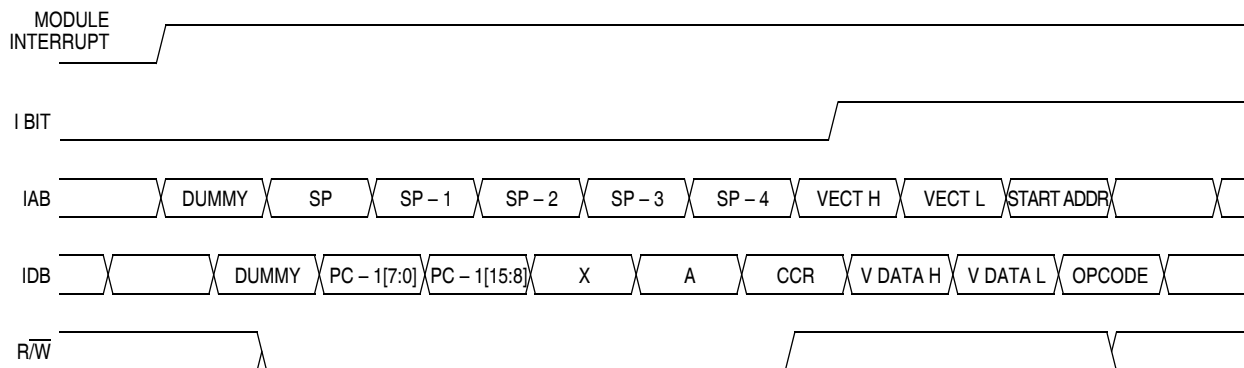 MODULE
INTERRUPT
I BIT
IAB DUMMY SP SP – 1 SP – 2 SP – 3 SP – 4 VECT H VECT L START ADDR
IDB DUMMY PC – 1[7:0] PC – 1[15:8] X A CCR V DATA H V DATA L OPCODE
R/W